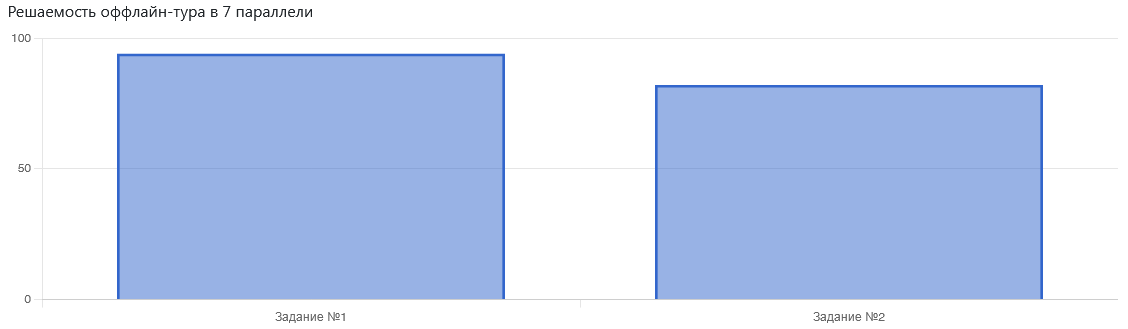 Решаемость оффлайн-тура в 7 параллели
100
50
0
Задание №1
Задание №2